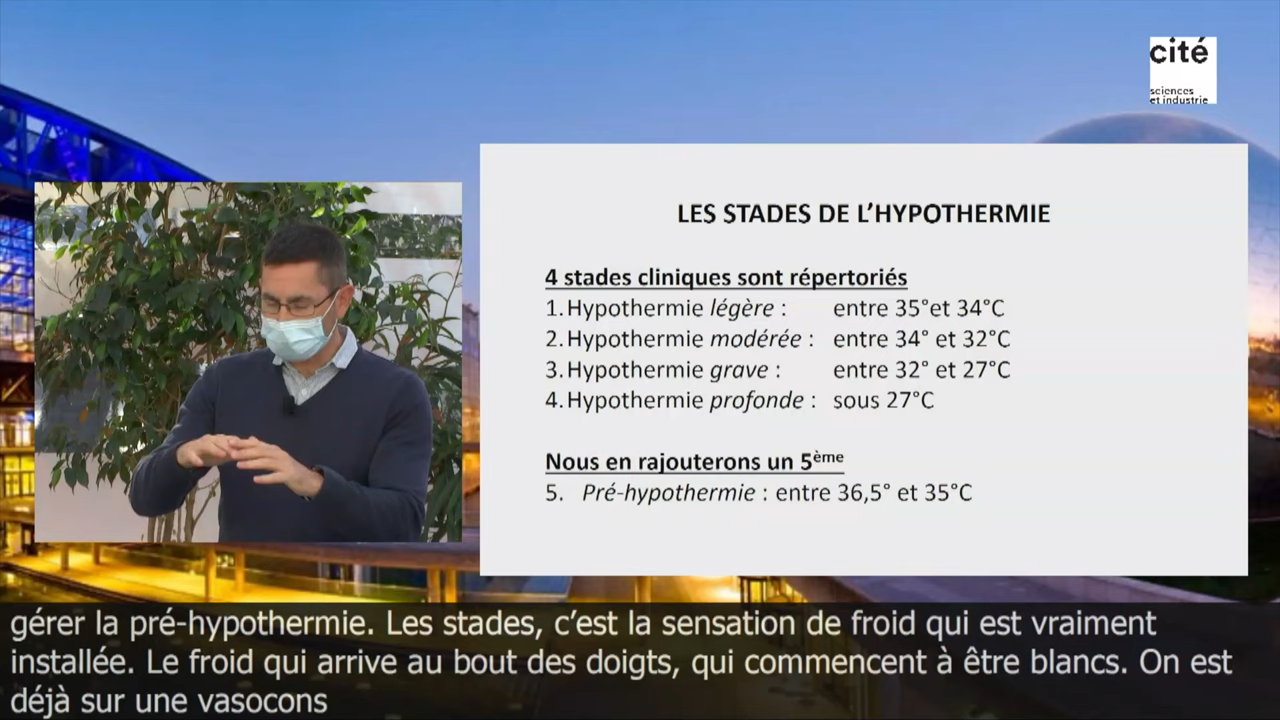 cité
sciences
et industrie
LES STADES DE L’HYPOTHERMIE
4 stades cliniques sont répertoriés
1. Hypothermie légère : entre 35°et 34°C
2. Hypothermie modérée : entre 34° et 32°C
3. Hypothermie grave : entre 32° et 27°C
4. Hypothermie profonde : sous 27°C
Nous en rajouterons un 5ème
5. Pré-hypothermie : entre 36,5° et 35°C
gérer la pré-hypothermie. Les stades, c’est la sensation de froid qui est vraiment
installée. Le froid qui arrive au bout des doigts, qui commencent à être blancs. On est
déjà sur une vasocons